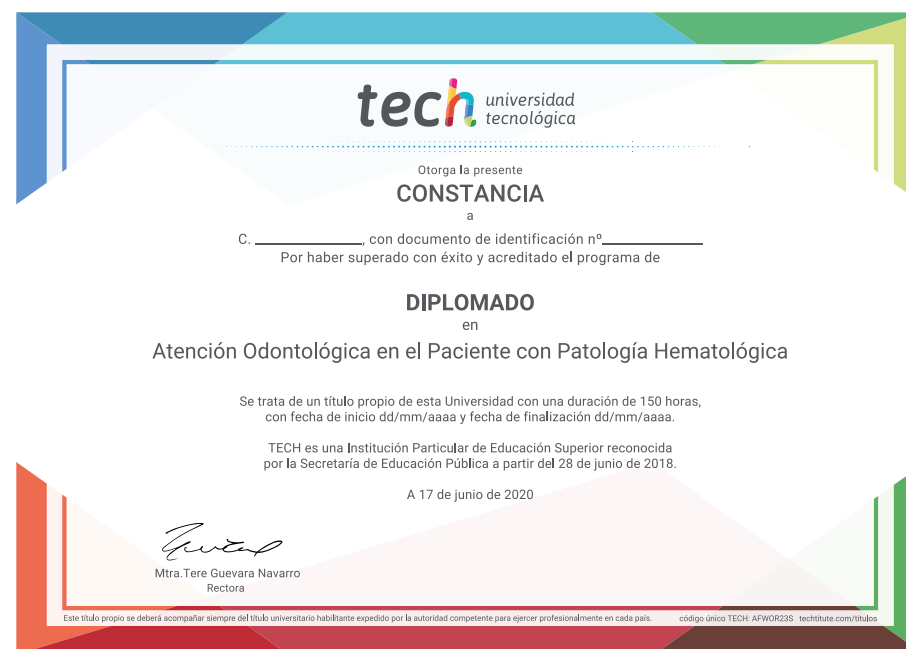 tech universidad
tecnológica
Otorga la presente
CONSTANCIA
a
C. ____________, con documento de identificación nº____________
Por haber superado con éxito y acreditado el programa de
DIPLOMADO
en
Atención Odontológica en el Paciente con Patología Hematológica
Se trata de un título propio de esta Universidad con una duración de 150 horas,
con fecha de inicio dd/mm/aaaa y fecha de finalización dd/mm/aaaa.
TECH es una Institución Particular de Educación Superior reconocida
por la Secretaría de Educación Pública a partir del 28 de junio de 2018.
A 17 de junio de 2020
Mtra.Tere Guevara Navarro
Rectora
Este título propio se deberá acompañar siempre del título universitario habilitante expedido por la autoridad competente para ejercer profesionalmente en cada país. código único TECH: AFWOR23S techtitute.com/titulos